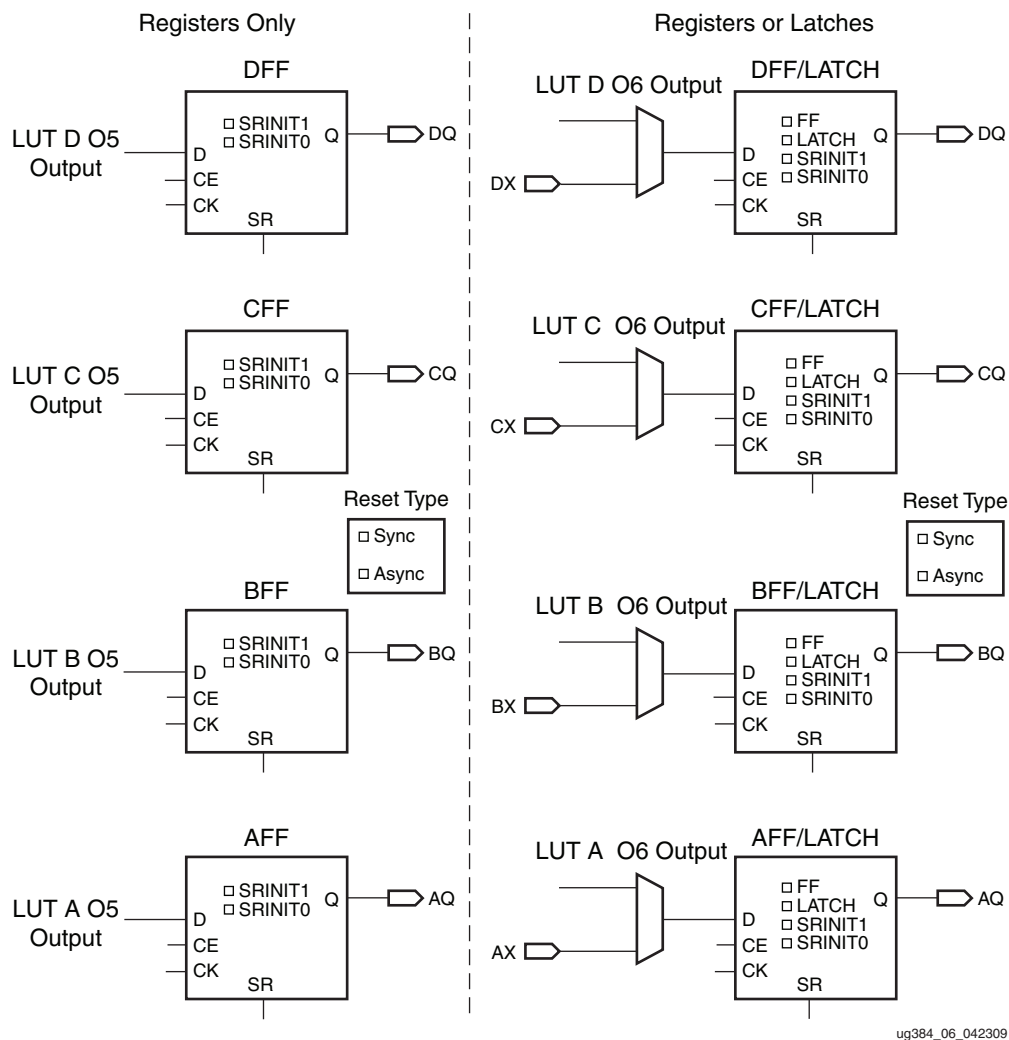 Registers Only
DFF
LUT D O5
Output
SRINIT1
SRINIT0
Q
DQ
D
CE
CK
SR
CFF
LUT C O5
Output
SRINIT1
SRINIT0
Q
CQ
D
CE
CK
SR
Reset Type
Sync
Async
BFF
LUT B O5
Output
SRINIT1
SRINIT0
Q
BQ
D
CE
CK
SR
AFF
LUT A O5
Output
SRINIT1
SRINIT0
Q
AQ
D
CE
CK
SR
Registers or Latches
DFF/LATCH
LUT D O6 Output
DX
FF
LATCH
SRINIT1
SRINIT0
Q
DQ
D
CE
CK
SR
CFF/LATCH
LUT C O6 Output
CX
FF
LATCH
SRINIT1
SRINIT0
Q
CQ
D
CE
CK
SR
Reset Type
Sync
Async
BFF/LATCH
LUT B O6 Output
BX
FF
LATCH
SRINIT1
SRINIT0
Q
BQ
D
CE
CK
SR
AFF/LATCH
LUT A O6 Output
AX
FF
LATCH
SRINIT1
SRINIT0
Q
AQ
D
CE
CK
SR
ug384_06_042309